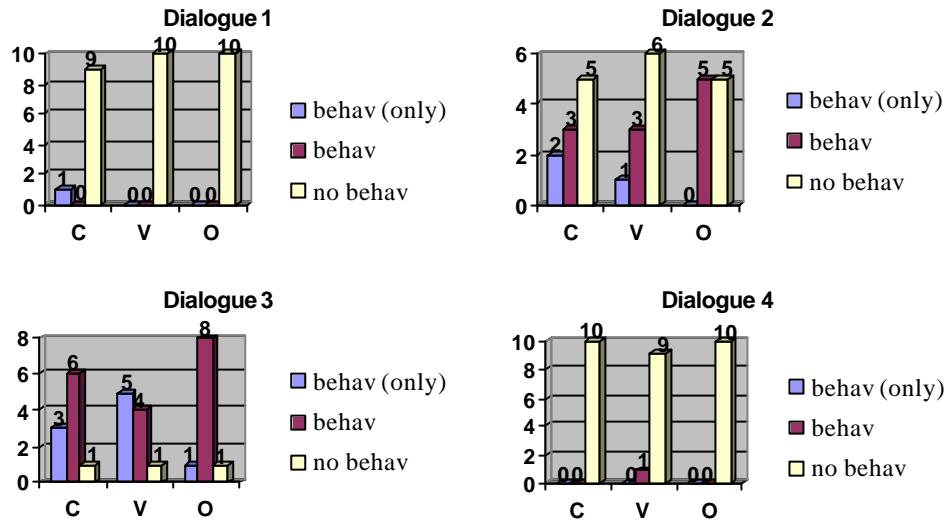 Dialogue 1
10
8
6
4
2
0
1 0 9
0 0 10
0 0 10
C V O
behav (only)
behav
no behav
Dialogue 2
6
4
2
0
2 3 5
1 3 6
0 5 5
C V O
behav (only)
behav
no behav
Dialogue 3
8
6
4
2
0
3 6 1
5 4 1
1 8 1
C V O
behav (only)
behav
no behav
Dialogue 4
10
8
6
4
2
0
0 0 10
0 1 9
0 0 10
C V O
behav (only)
behav
no behav